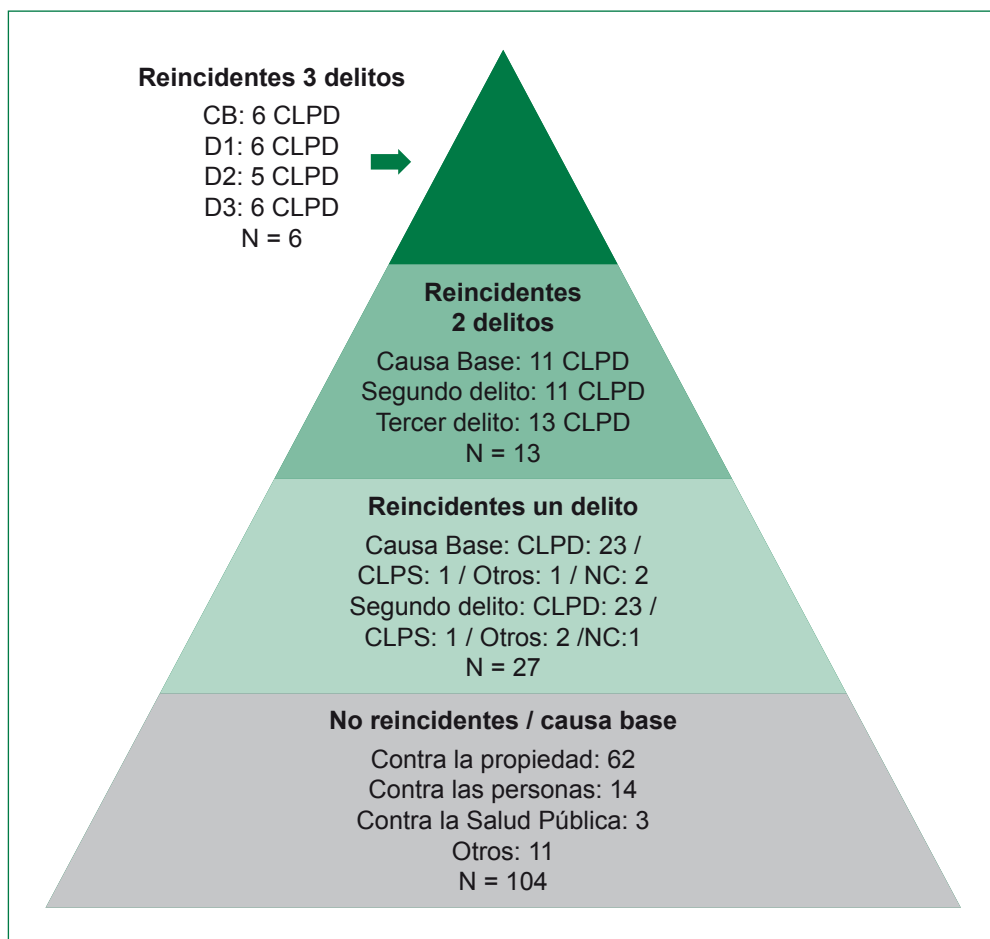 Reincidentes 3 delitos
CB: 6 CLPD
D1: 6 CLPD
D2: 5 CLPD
D3: 6 CLPD
N = 6
Reincidentes
2 delitos
Causa Base: 11 CLPD
Segundo delito: 11 CLPD
Tercer delito: 13 CLPD
N = 13
Reincidentes un delito
Causa Base: CLPD: 23 /
CLPS: 1 / Otros: 1 / NC: 2
Segundo delito: CLPD: 23 /
CLPS: 1 / Otros: 2 /NC:1
N = 27
No reincidentes / causa base
Contra la propiedad: 62
Contra las personas: 14
Contra la Salud Pública: 3
Otros: 11
N = 104